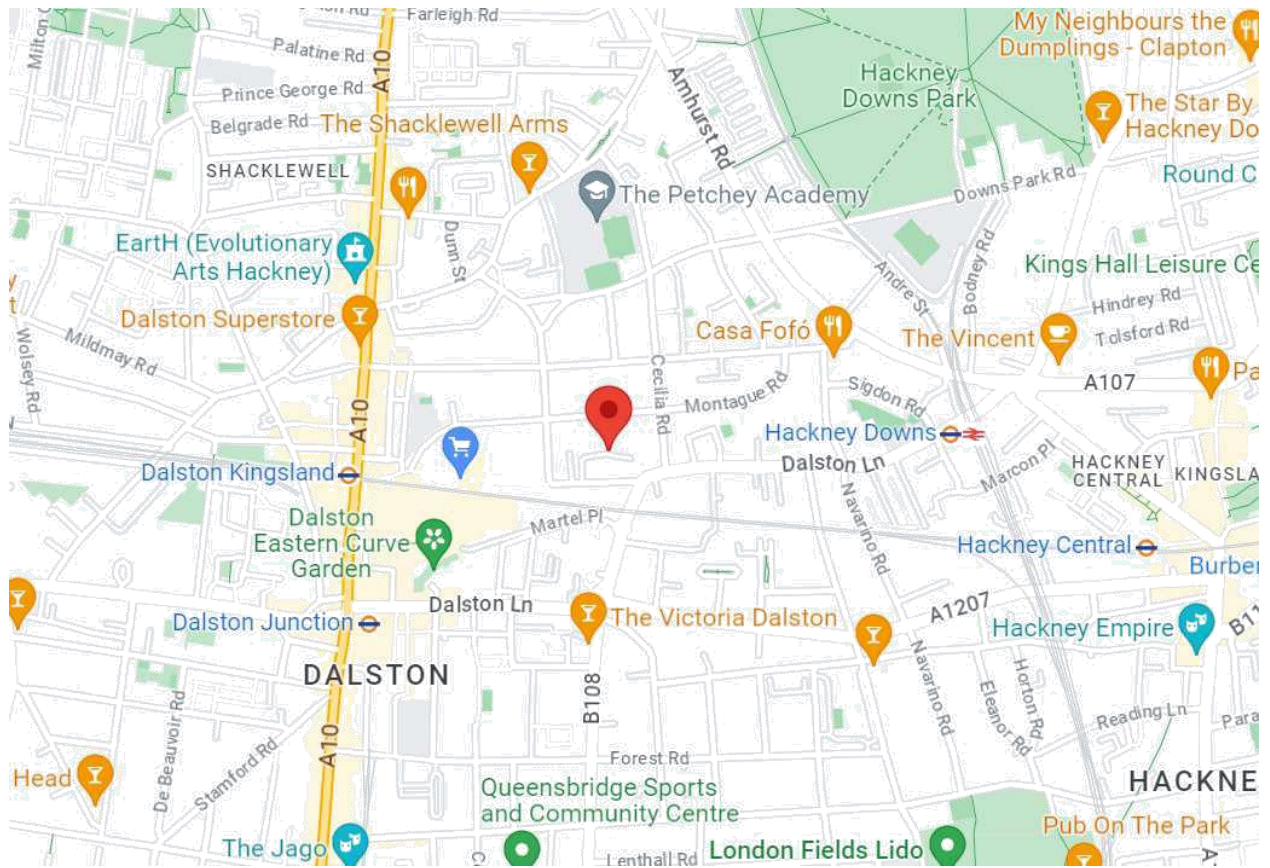 Farleigh Rd
My Neighbours the
Dumplings - Clapton
Palatine Rd
A10
Amhurst Rd
Hackney
Downs Park
Prince George Rd
Belgrade Rd
The Shacklewell Arms
The Star By
Hackney Do
SHACKLEWELL
The Petchey Academy
Downs Park Rd
Round C
EartH (Evolutionary
Arts Hackney)
Dunn St
Andre St
Bodney Rd
Kings Hall Leisure Ce
Hindrey Rd
Tolsford Rd
Dalston Superstore
Casa Fofó
The Vincent
Wolsey Rd
Mildmay Rd
Cecilia Rd
Montague Rd
Sigdon Rd
A107
Pa
A10
Hackney Downs
Dalston Kingsland
Dalston Ln
Marcon Pl
HACKNEY
CENTRAL
KINGSLA
Dalston
Eastern Curve
Garden
Martel Pl
Navarino Rd
Hackney Central
Burber
Dalston Ln
A1207
Dalston Junction
The Victoria Dalston
Hackney Empire
B11
DALSTON
B108
Navarino Rd
Eleanor Rd
Horton Rd
Reading Ln
Para
De Beauvoir Rd
Stamford Rd
A10
Forest Rd
Head
Queensbridge Sports
and Community Centre
HACKNE
Pub On The Park
The Jago
Lenthall Rd
London Fields Lido